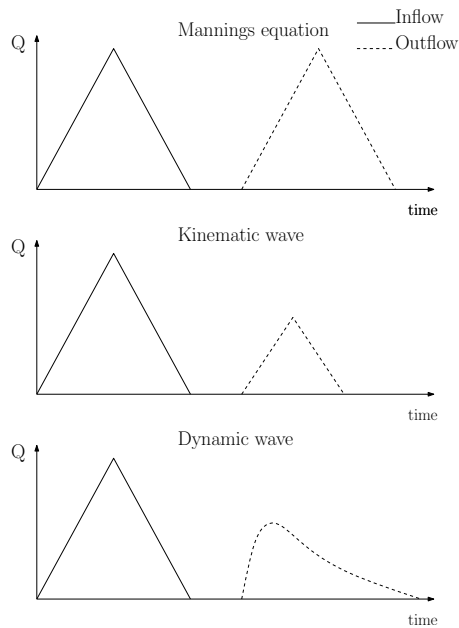 Mannings equation
Inflow
Outflow
Q
time
Kinematic wave
Q
time
Dynamic wave
Q
time